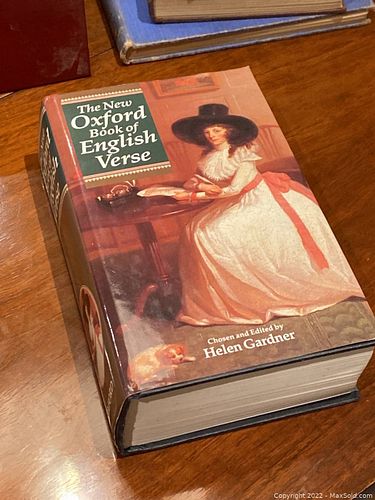 The New
Oxford
Book of
English
Verse
Chosen and Edited by
Helen Gardner
Copyright 2022 - MaxSold.com